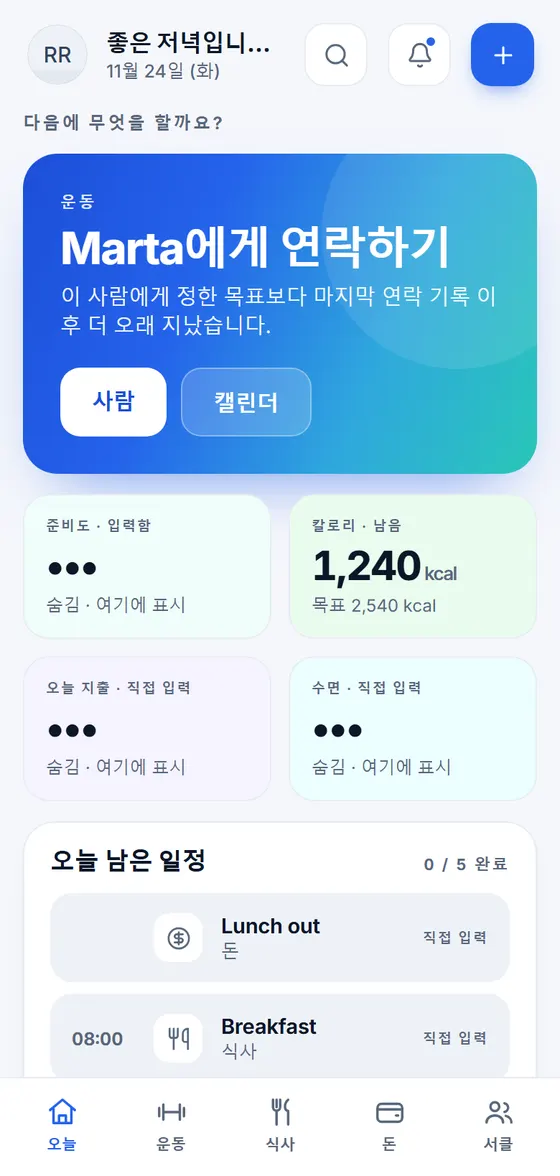 RR
좋은 저녁입니...
11월 24일 (화)
다음에 무엇을 할까요?
운동
Marta에게 연락하기
이 사람에게 정한 목표보다 마지막 연락 기록 이
후 더 오래 지났습니다.
사람
캘린더
준비도 · 입력함
숨김 · 여기에 표시
칼로리 · 남음
1,240 kcal
목표 2,540 kcal
오늘 지출 · 직접 입력
숨김 · 여기에 표시
수면 · 직접 입력
숨김 · 여기에 표시
오늘 남은 일정
0 / 5 완료
Lunch out
돈
직접 입력
08:00
Breakfast
식사
직접 입력
오늘
운동
식사
돈
서클